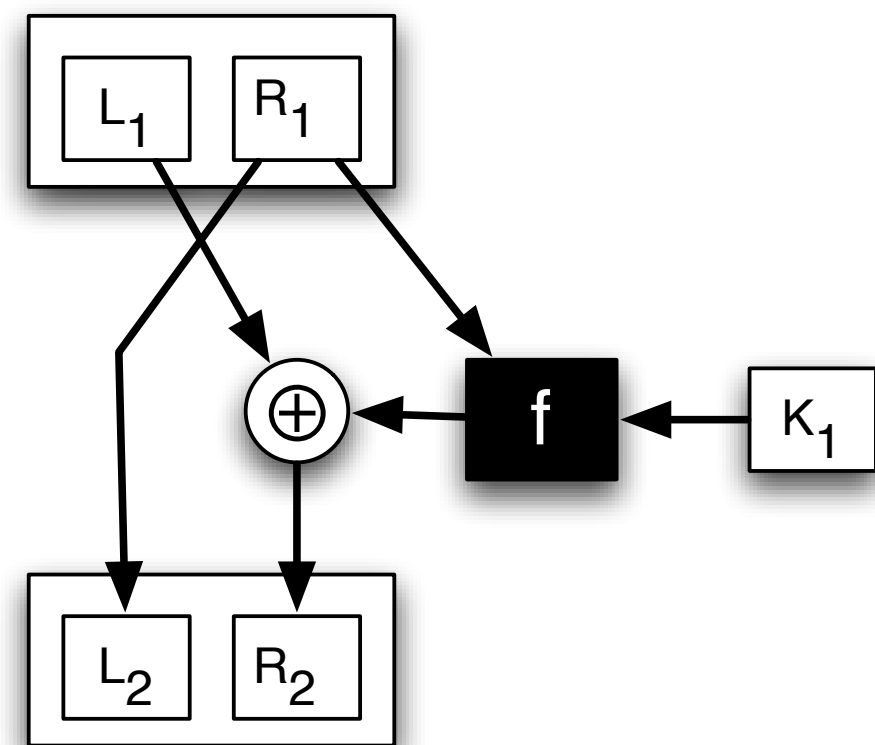 L₁ R₁
⊕ f K₁
L₂ R₂